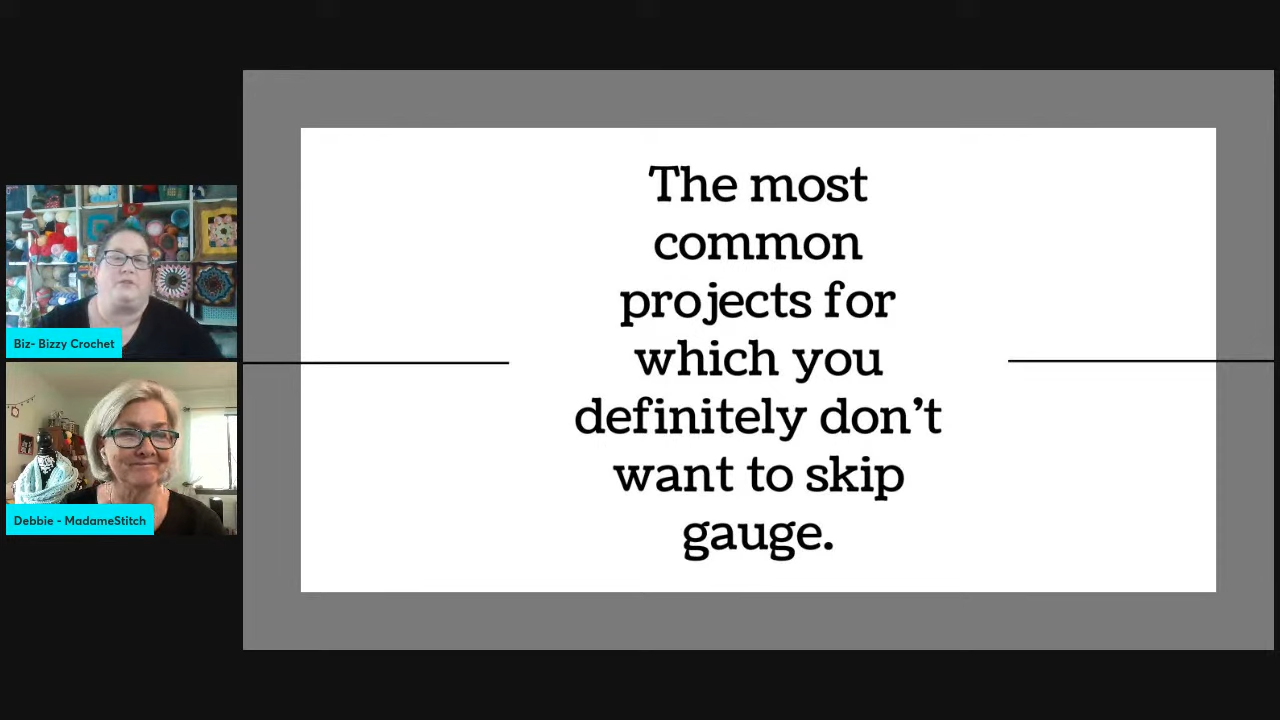 Biz- Bizzy Crochet
Debbie - MadameStitch
The most
common
projects for
which you
definitely don't
want to skip
gauge.